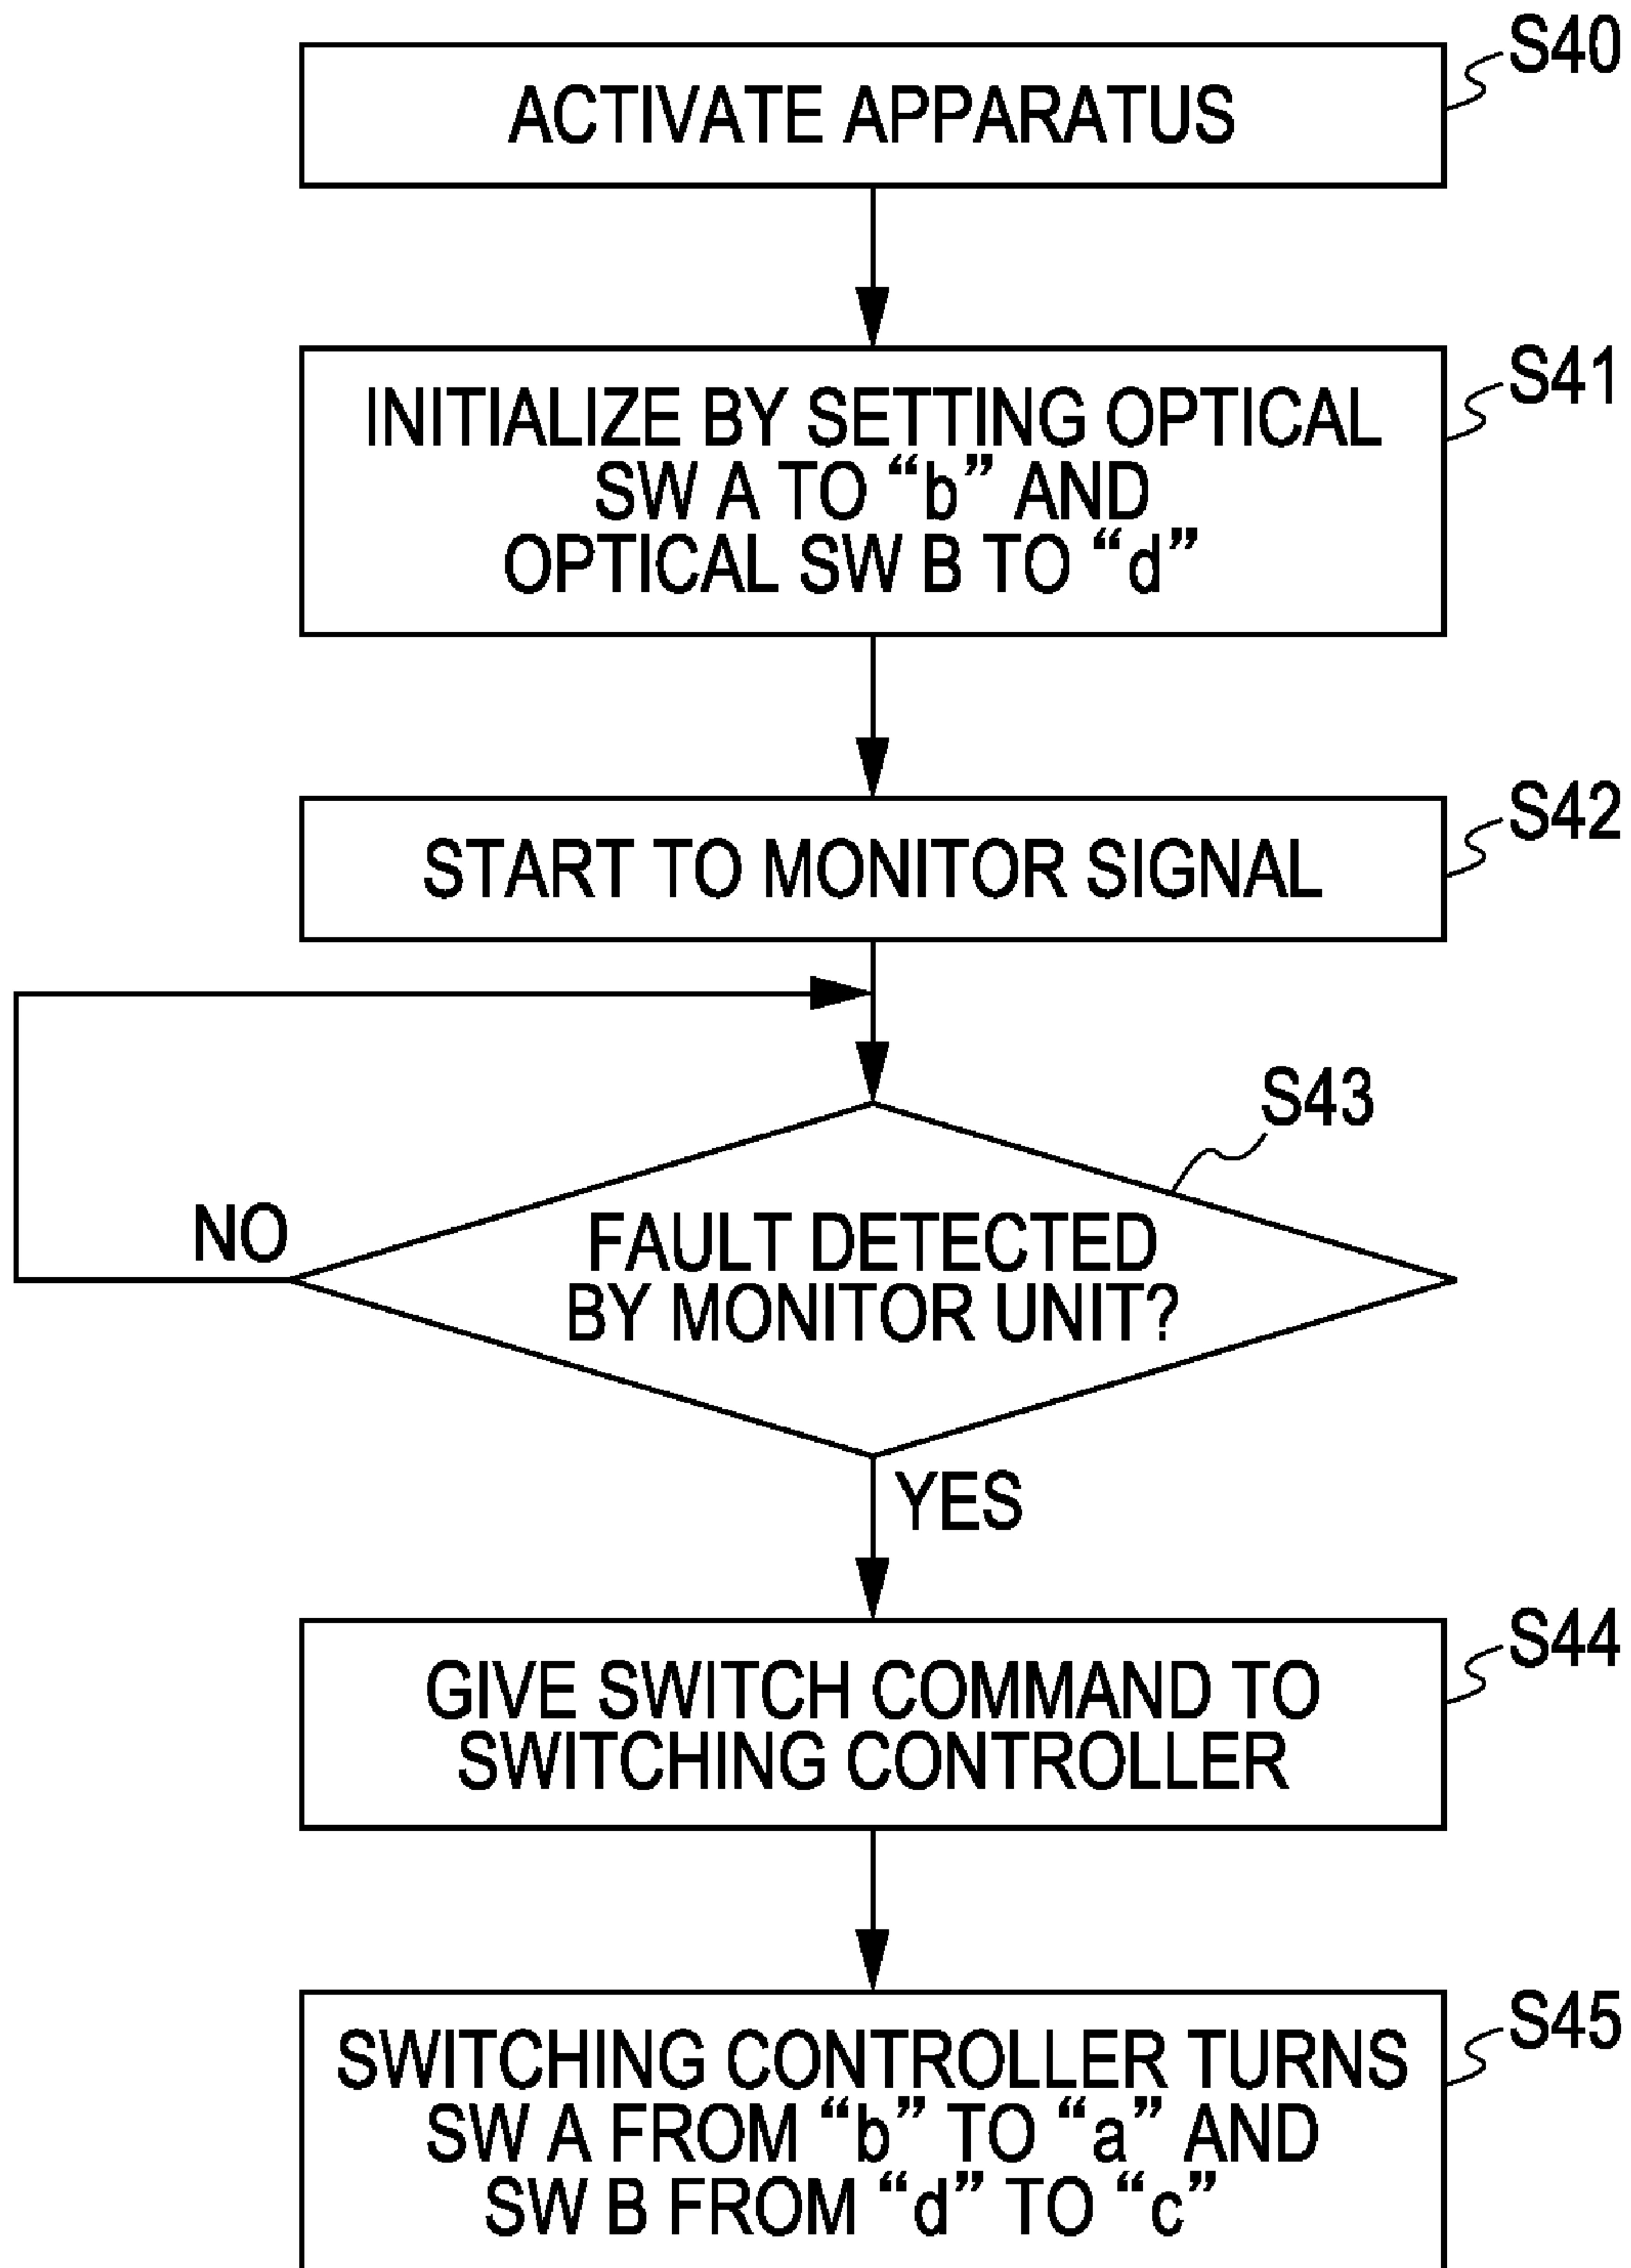 S40
ACTIVATE APPARATUS
S41
INITIALIZE BY SETTING OPTICAL
SW A TO “b” AND
OPTICAL SW B TO “d”
S42
START TO MONITOR SIGNAL
S43
FAULT DETECTED
BY MONITOR UNIT?
NO
YES
S44
GIVE SWITCH COMMAND TO
SWITCHING CONTROLLER
S45
SWITCHING CONTROLLER TURNS
SW A FROM “b” TO “a” AND
SW B FROM “d” TO “c”